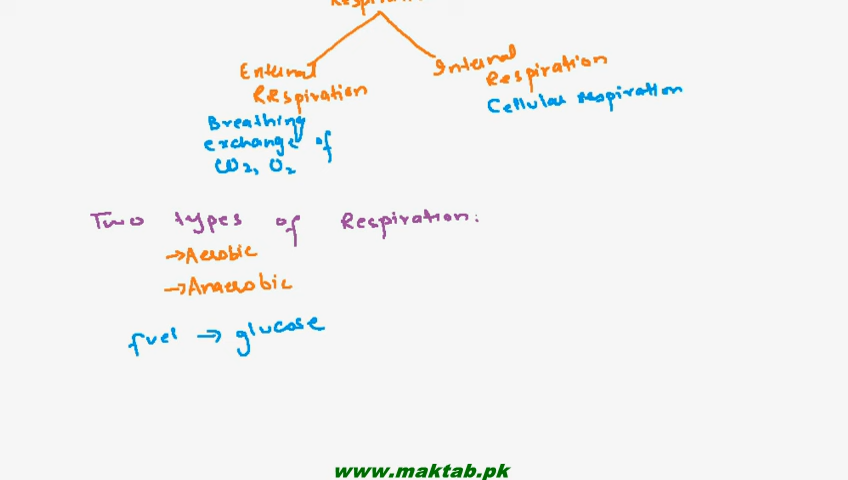 External
Respiration
Breathing
exchange of
CO2, O2
Internal
Respiration
Cellular respiration
Two types of Respiration:
→Aerobic
→Anaerobic
fuel → glucose
www.maktab.pk